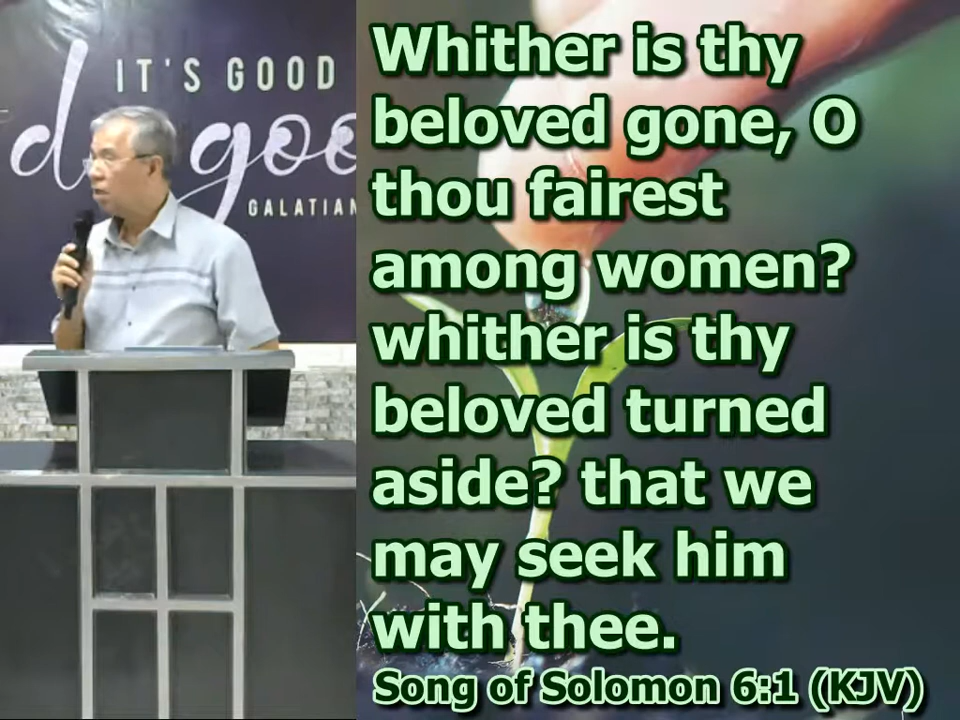 IT'S GOOD
d goo
GALATIAN
Whither is thy
beloved gone, O
thou fairest
among women?
whither is thy
beloved turned
aside? that we
may seek him
with thee.
Song of Solomon 6:1 (KJV)